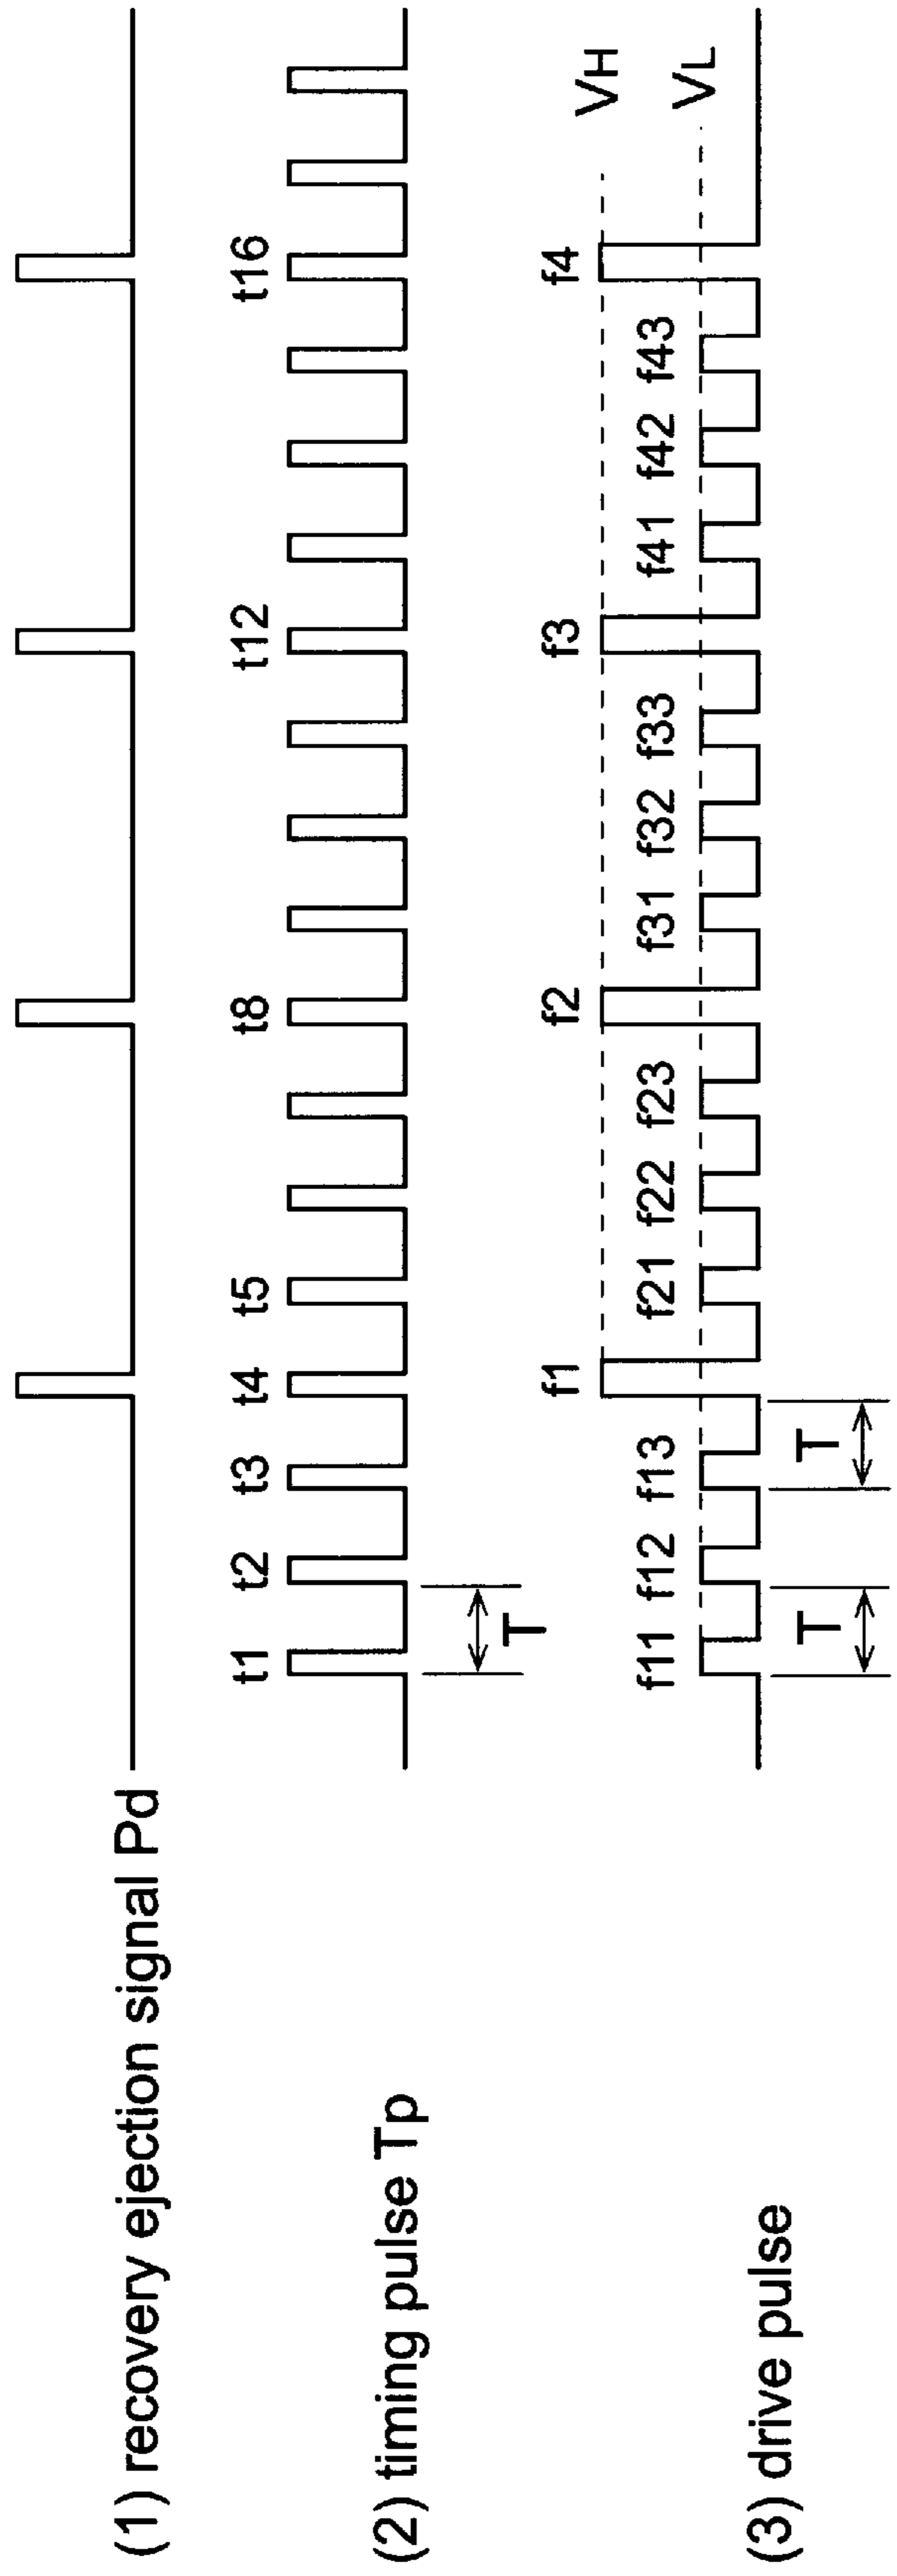 (1) recovery ejection signal Pd
t1 t2 t3 t4 t5 t8 t12 t16
(2) timing pulse Tp
T
f1 f2 f3 f4 VH
f11 f12 f13 f21 f22 f23 f31 f32 f33 f41 f42 f43 VL
(3) drive pulse
T T